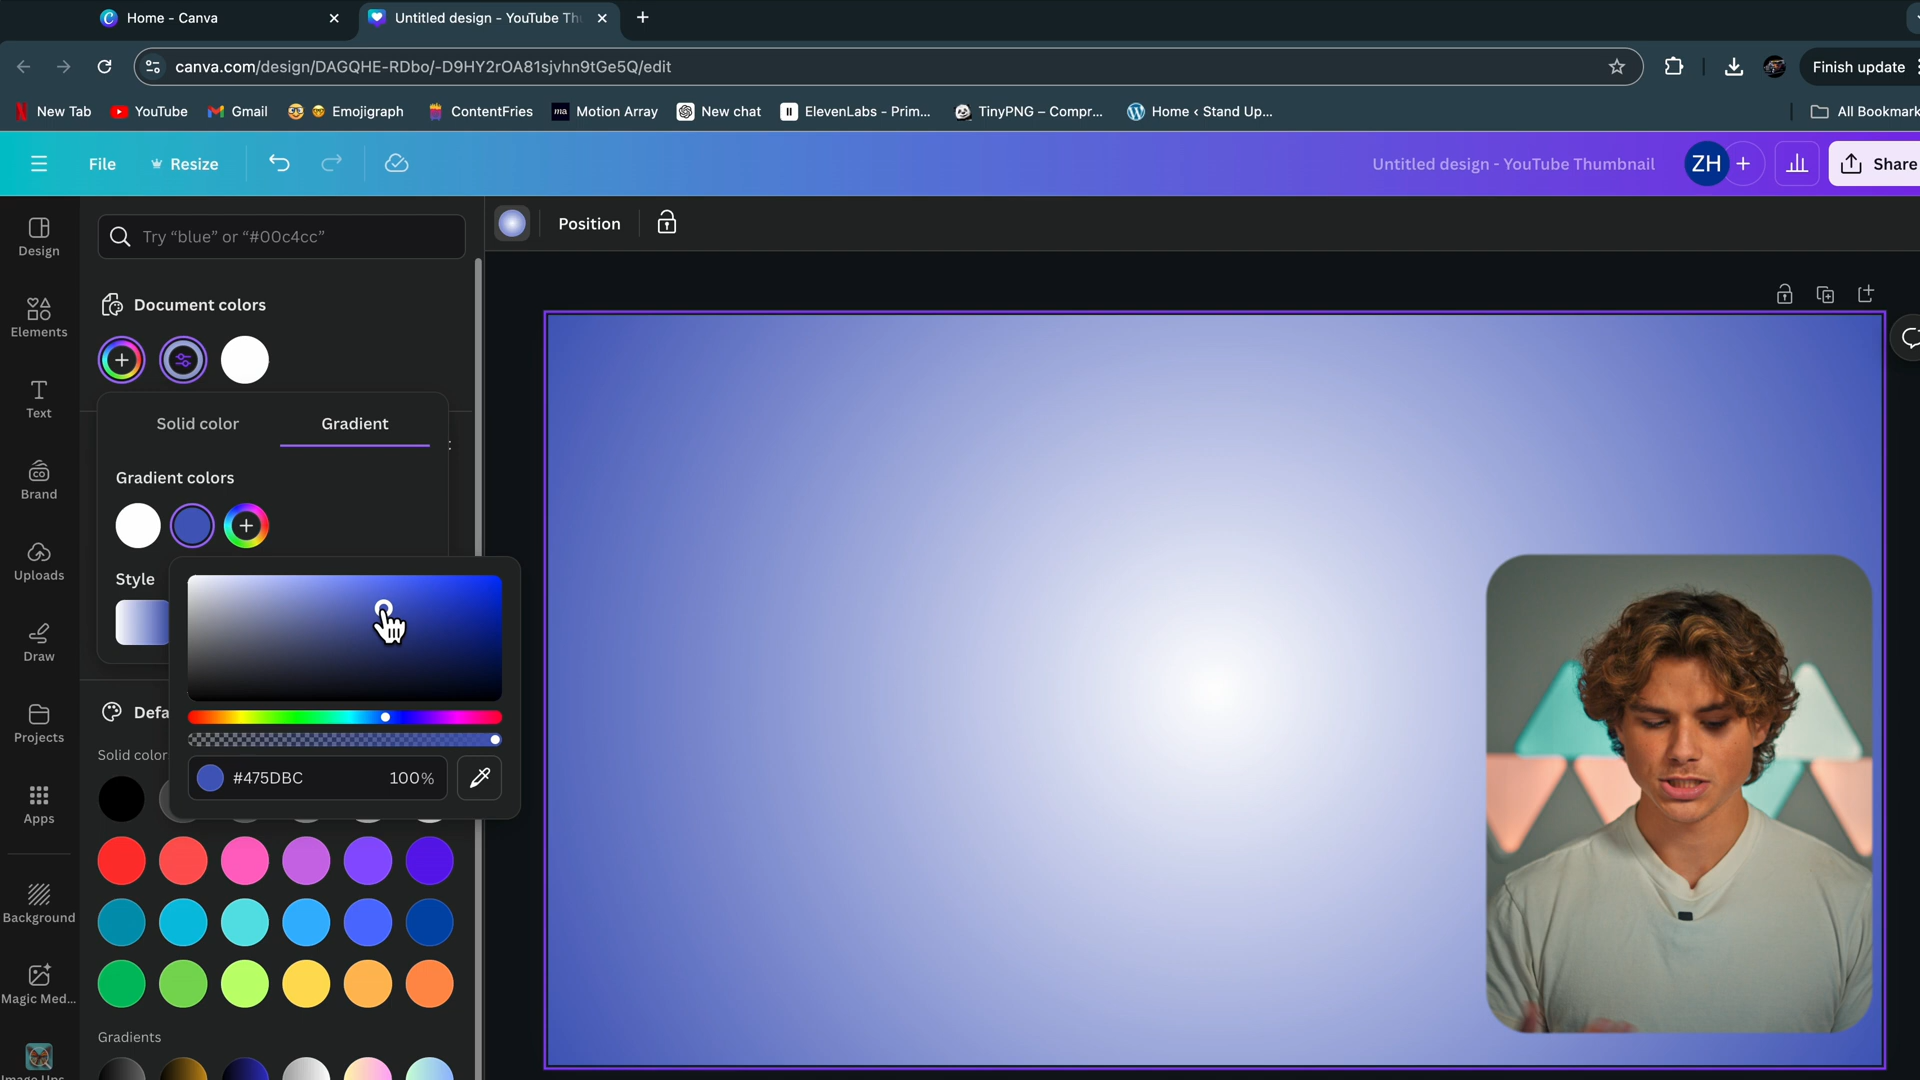 Home - Canva
Untitled design - YouTube Th
canva.com/design/DAGQHE-RDbo/-D9HY2rOA81sjvhn9tGe5Q/edit
Finish update
New Tab
YouTube
Gmail
Emojigraph
ContentFries
ma
Motion Array
New chat
ElevenLabs - Prim...
TinyPNG – Compr...
Home ‹ Stand Up...
All Bookmark
File
Resize
Untitled design - YouTube Thumbnail
ZH
Share
Design
Elements
Text
Brand
Uploads
Draw
Projects
Apps
Background
Magic Med...
Try “blue” or “#00c4cc”
Position
Document colors
Solid color
Gradient
Gradient colors
Style
#475DBC
100%
Defa
Solid color
Gradients